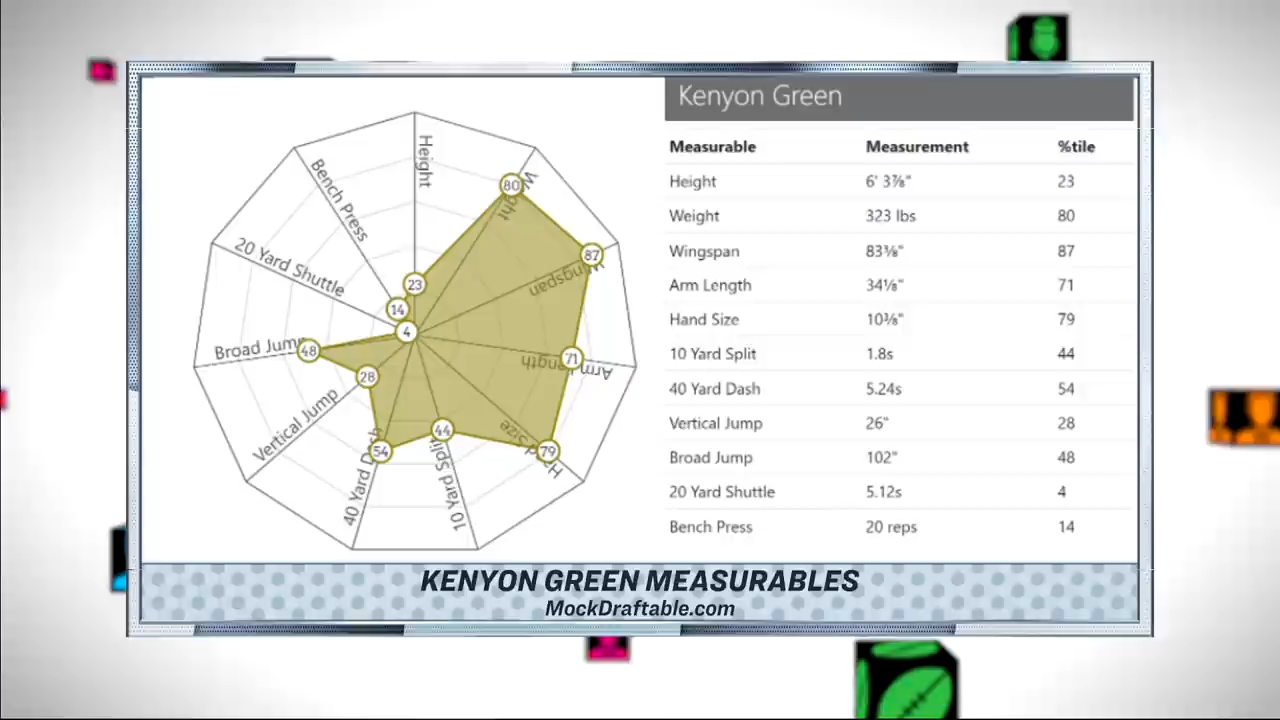 Kenyon Green
Measurable Measurement %tile
Height 6' 3⅞" 23
Weight 323 lbs 80
Wingspan 83⅜" 87
Arm Length 34⅛" 71
Hand Size 10⅜" 79
10 Yard Split 1.8s 44
40 Yard Dash 5.24s 54
Vertical Jump 26" 28
Broad Jump 102" 48
20 Yard Shuttle 5.12s 4
Bench Press 20 reps 14
Height
Weight
Wingspan
Arm Length
Hand Size
10 Yard Split
40 Yard Dash
Vertical Jump
Broad Jump
20 Yard Shuttle
Bench Press
23
80
87
71
79
44
54
28
48
4
14
KENYON GREEN MEASURABLES
MockDraftable.com